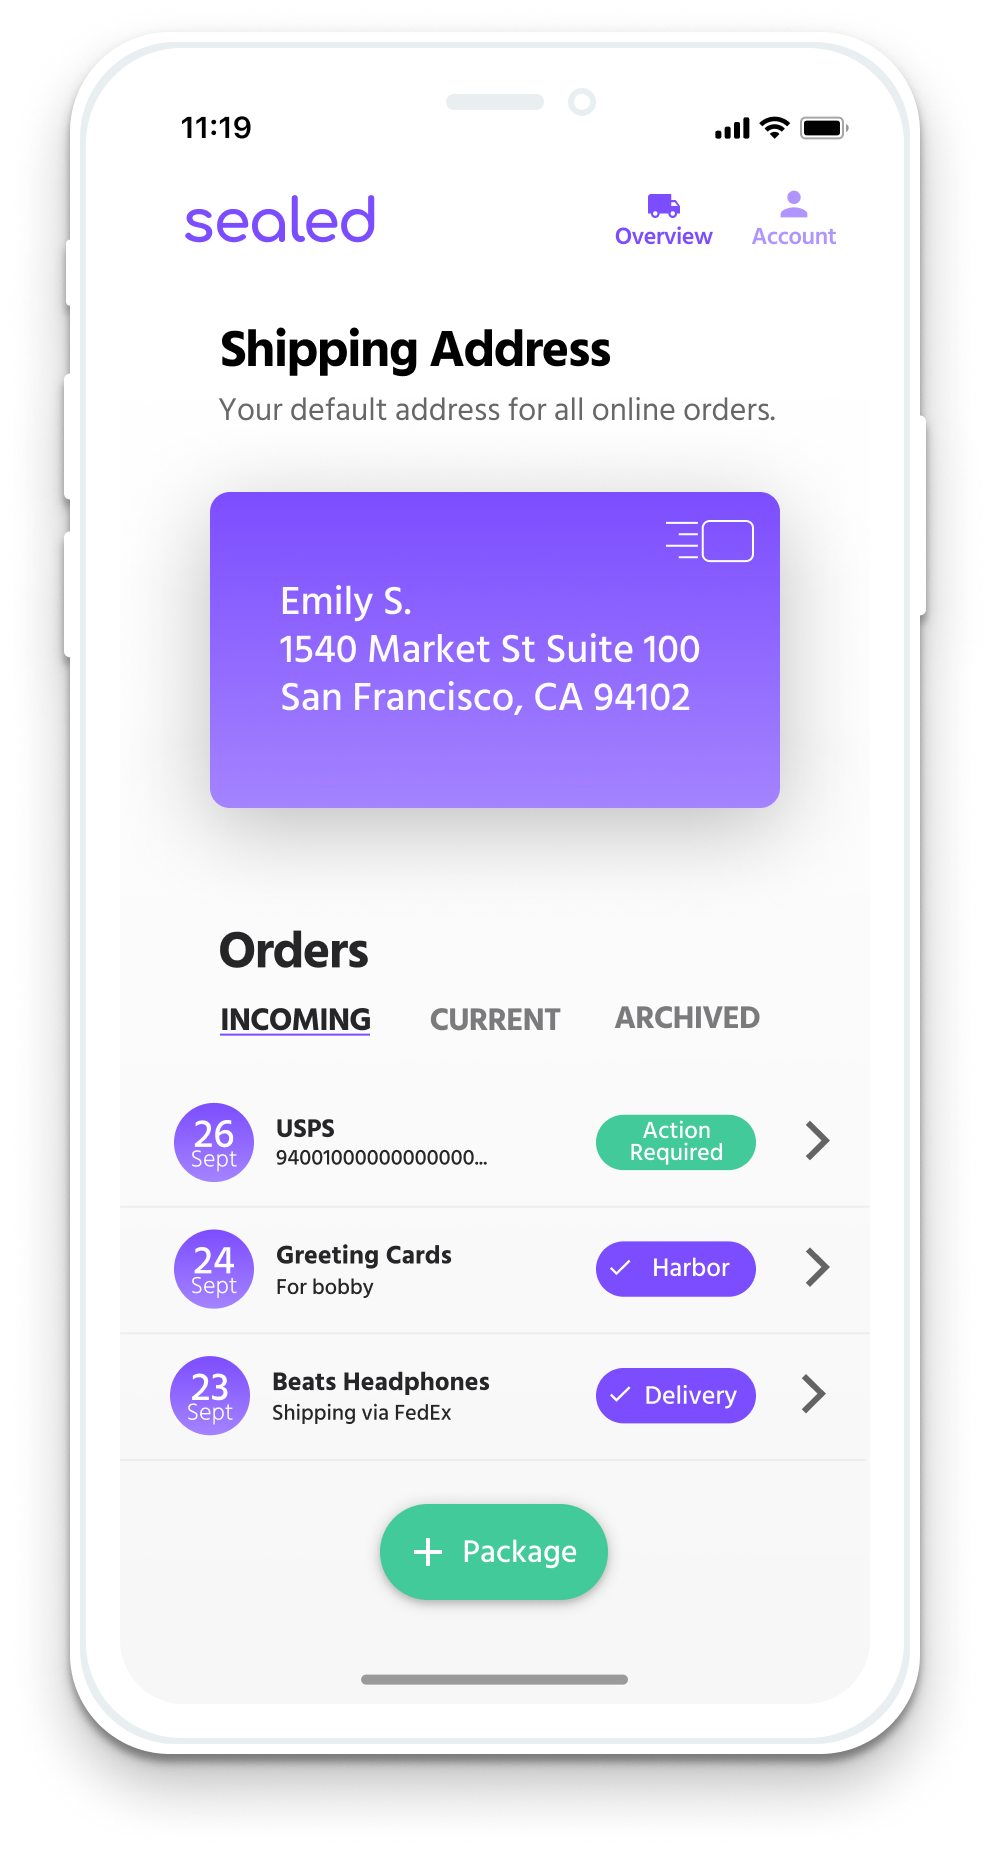 11:19
sealed
Overview
Account
Shipping Address
Your default address for all online orders.
Emily S.
1540 Market St Suite 100
San Francisco, CA 94102
Orders
INCOMING
CURRENT
ARCHIVED
26
Sept
USPS
94001000000000000...
Action
Required
24
Sept
Greeting Cards
For bobby
Harbor
23
Sept
Beats Headphones
Shipping via FedEx
Delivery
+ Package